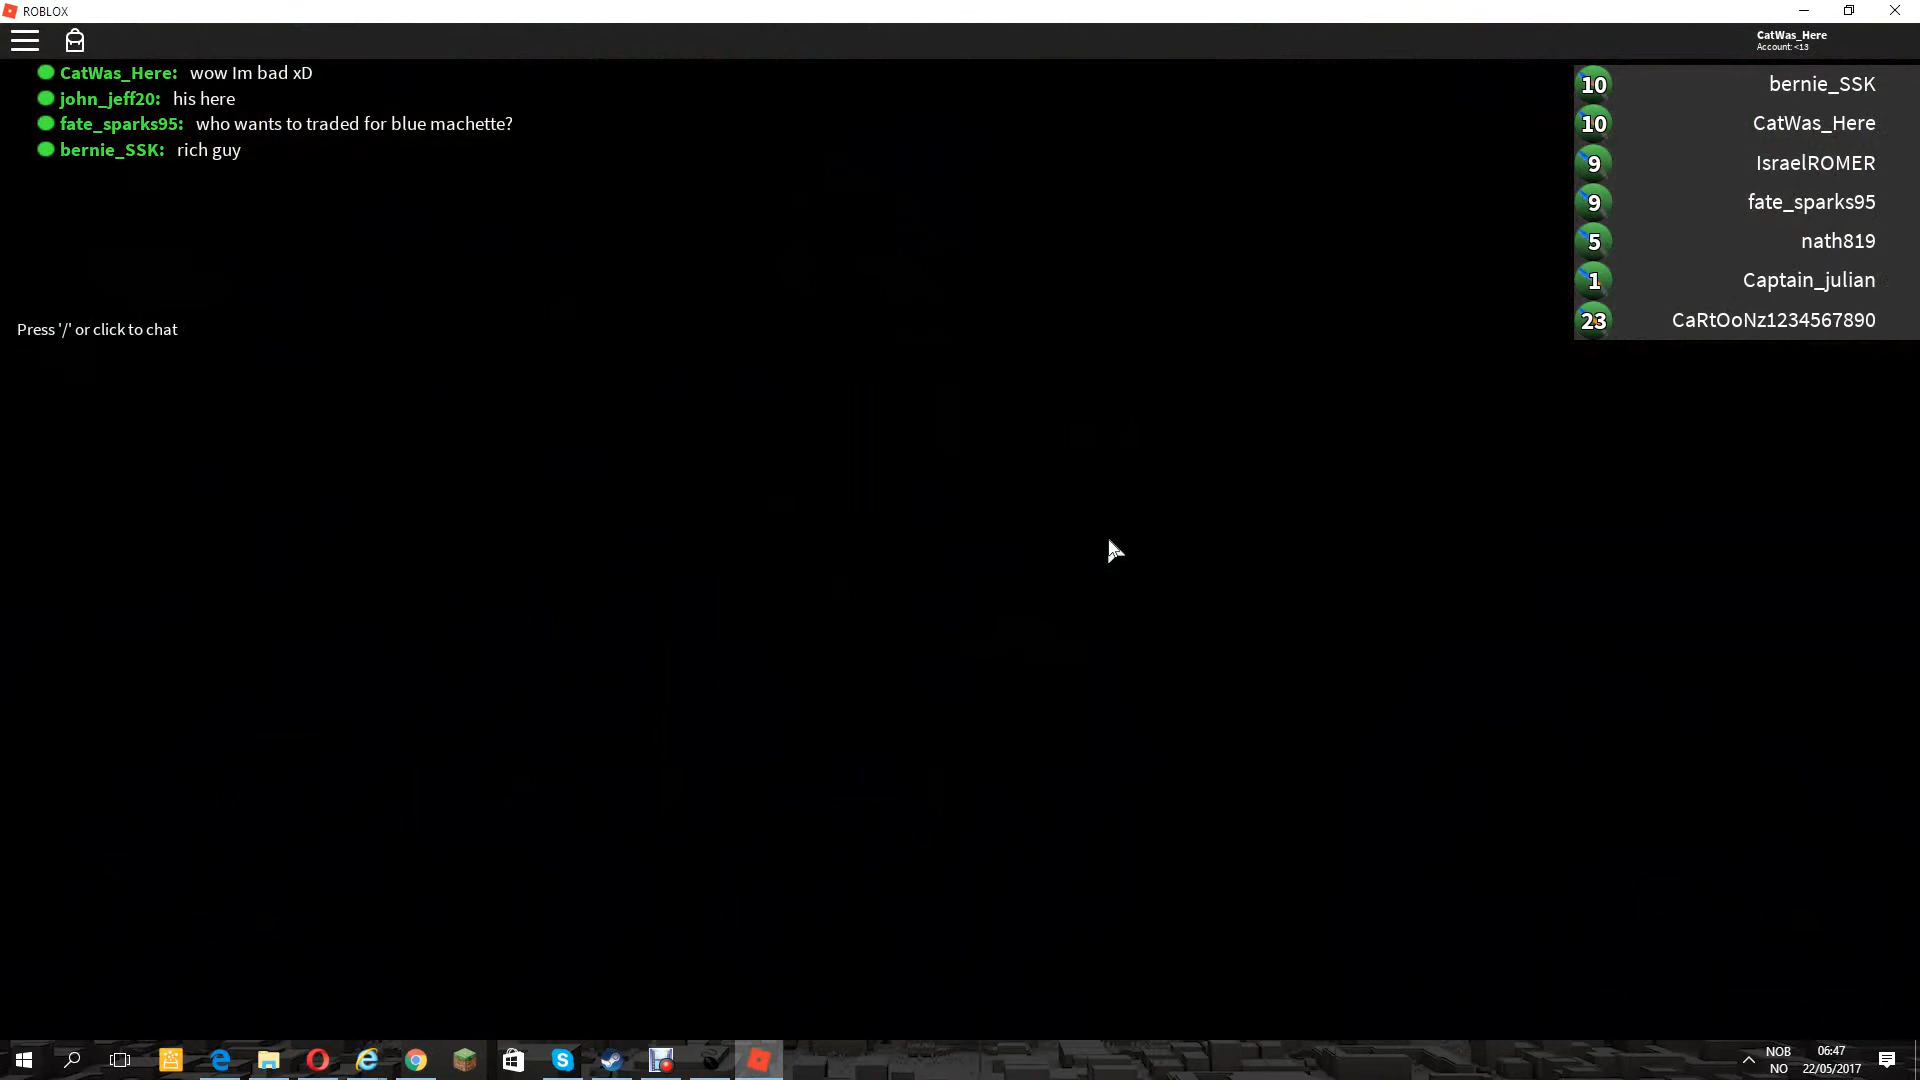 ROBLOX
CatWas_Here
Account: <13
CatWas_Here: wow Im bad xD
john_jeff20: his here
fate_sparks95: who wants to traded for blue machette?
bernie_SSK: rich guy
Press '/' or click to chat
10 bernie_SSK
10 CatWas_Here
9 IsraelROMER
9 fate_sparks95
5 nath819
1 Captain_julian
23 CaRtOoNz1234567890
NOB 06:47
NO 22/05/2017